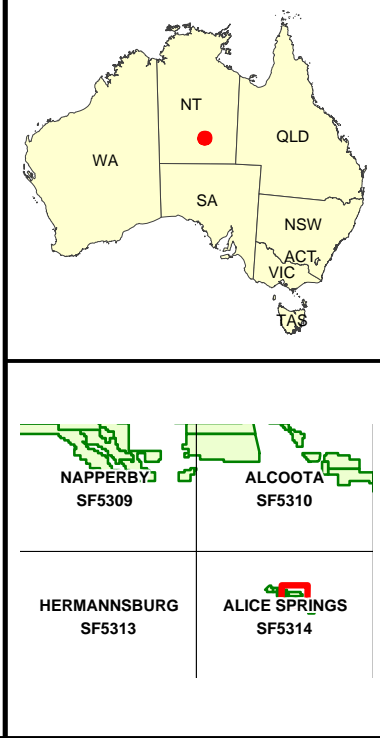 NT
QLD
WA
SA
NSW
ACT
VIC
TAS
NAPPERBY
SF5309
ALCOOTA
SF5310
HERMANNSBURG
SF5313
ALICE SPRINGS
SF5314